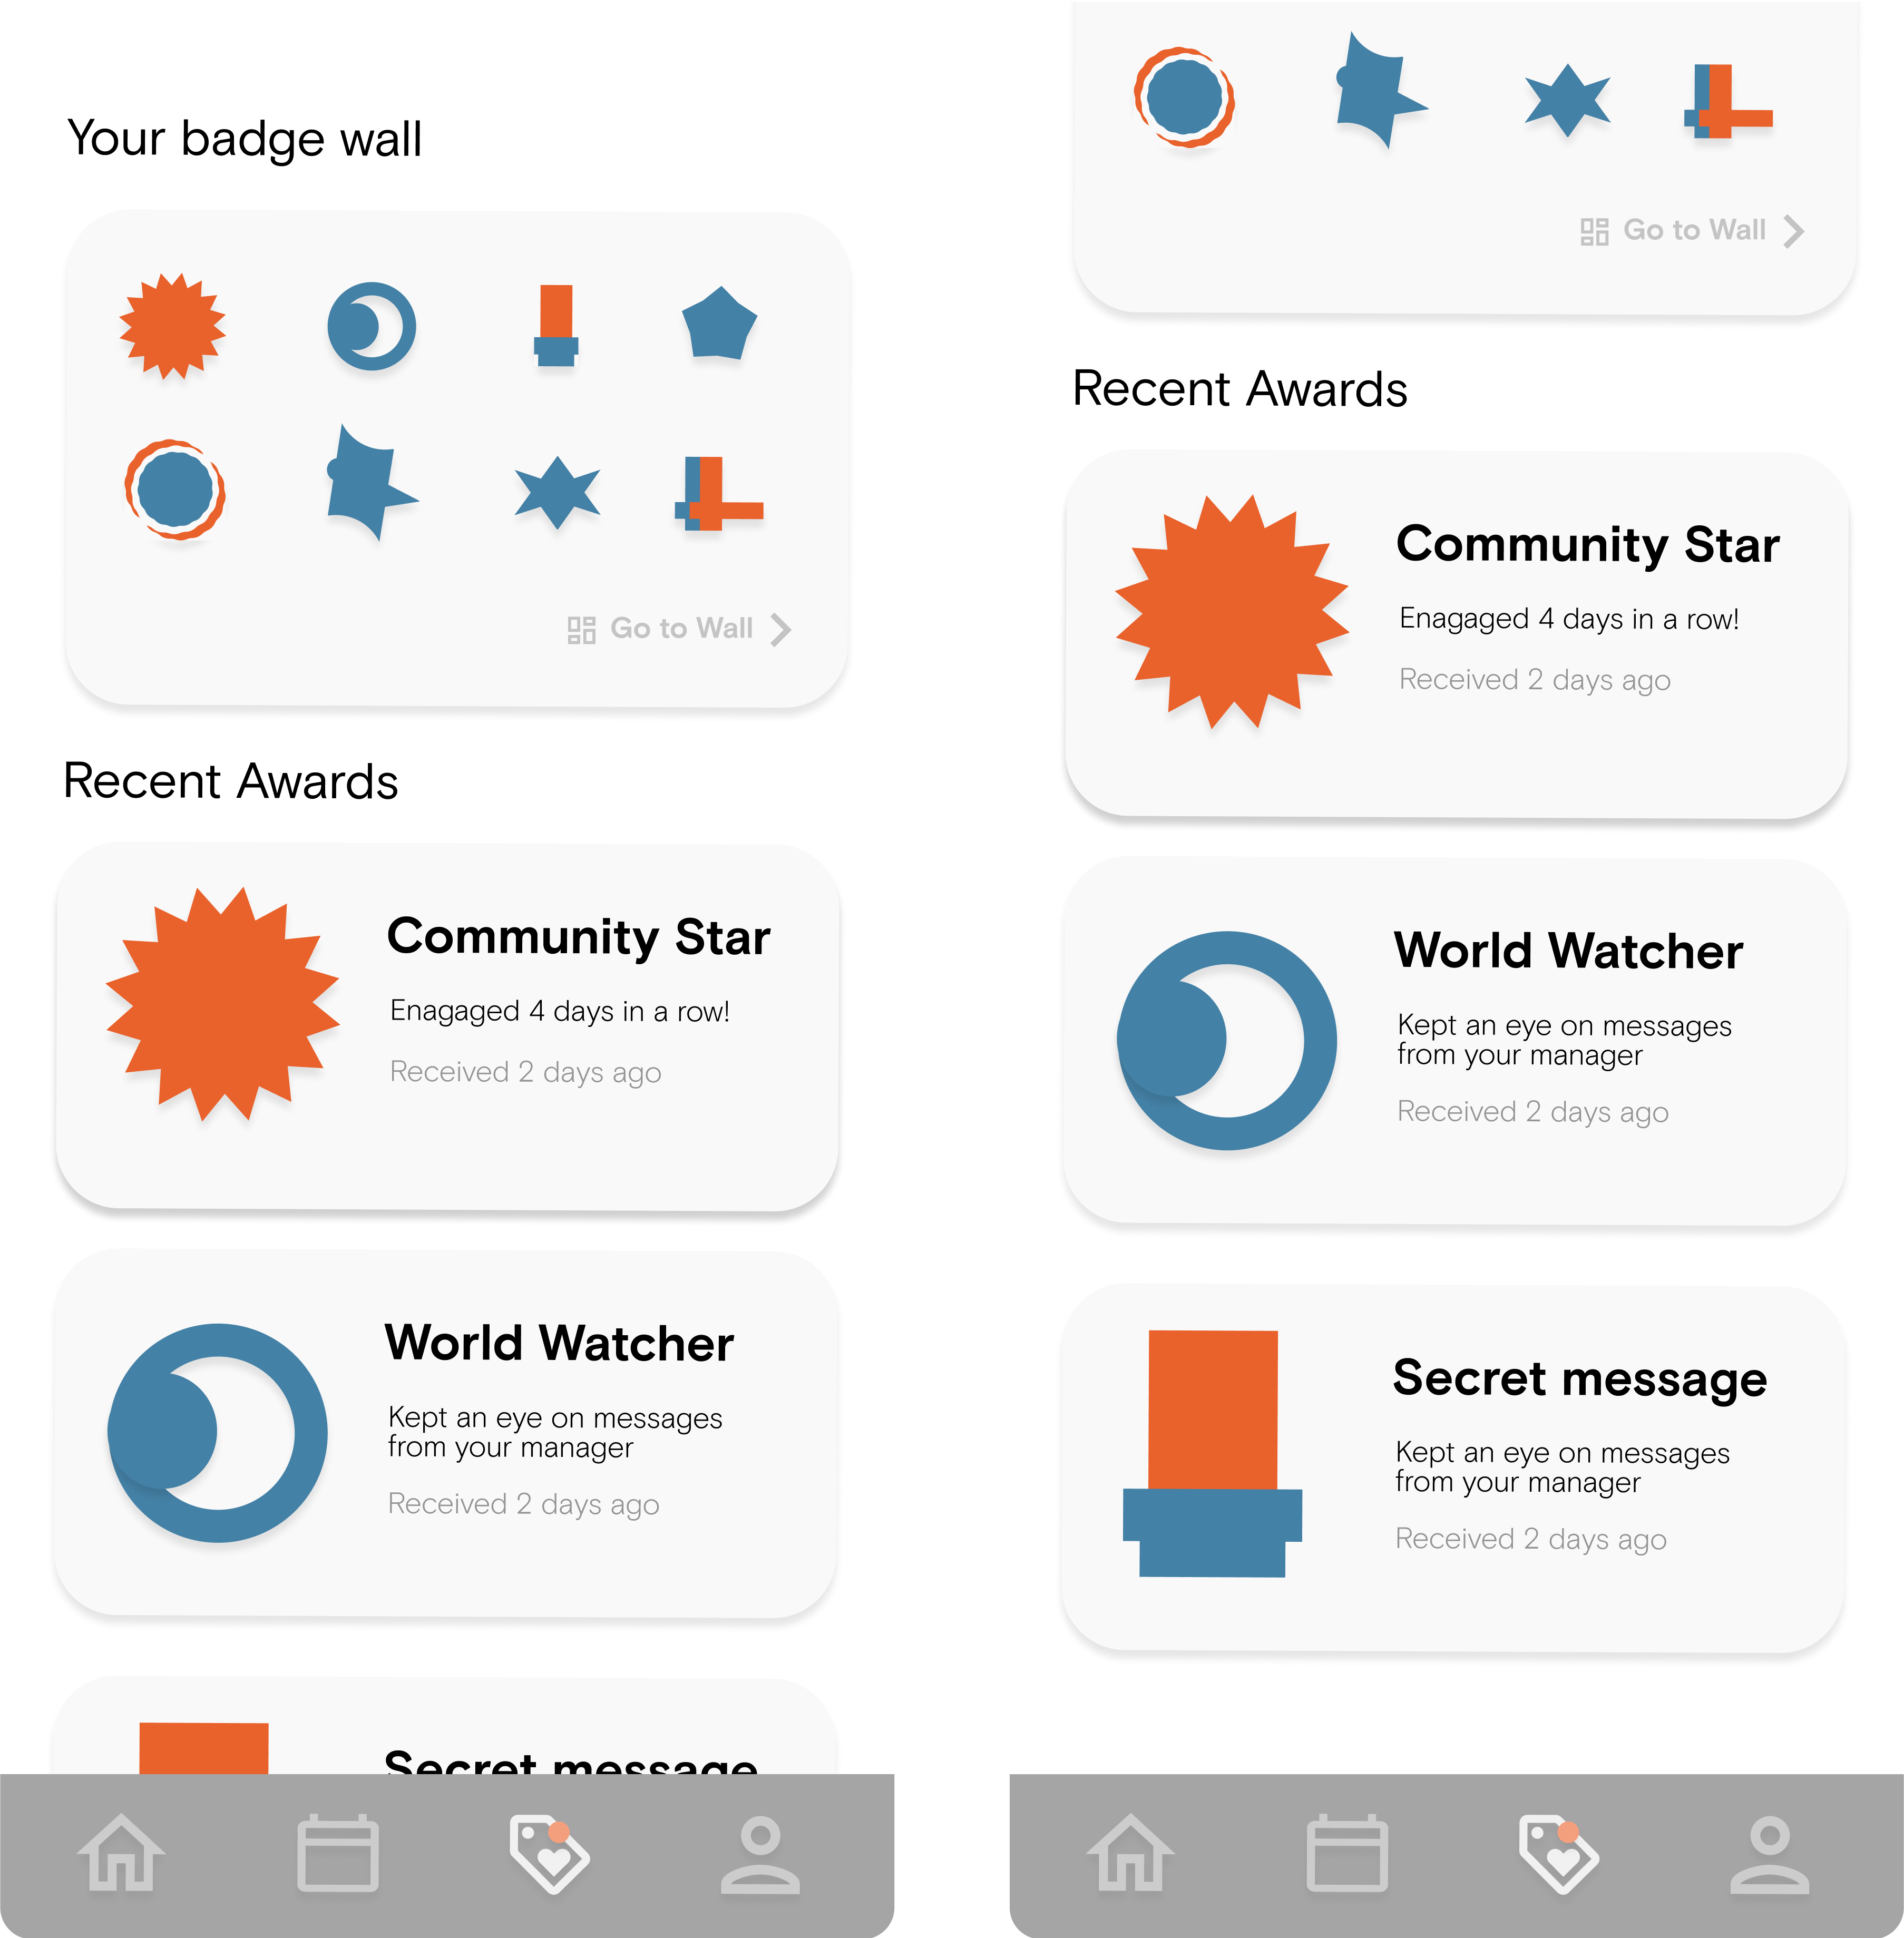 Your badge wall
Go to Wall
Recent Awards
Community Star
Enagaged 4 days in a row!
Received 2 days ago
World Watcher
Kept an eye on messages
from your manager
Received 2 days ago
Secret message
Go to Wall
Recent Awards
Community Star
Enagaged 4 days in a row!
Received 2 days ago
World Watcher
Kept an eye on messages
from your manager
Received 2 days ago
Secret message
Kept an eye on messages
from your manager
Received 2 days ago